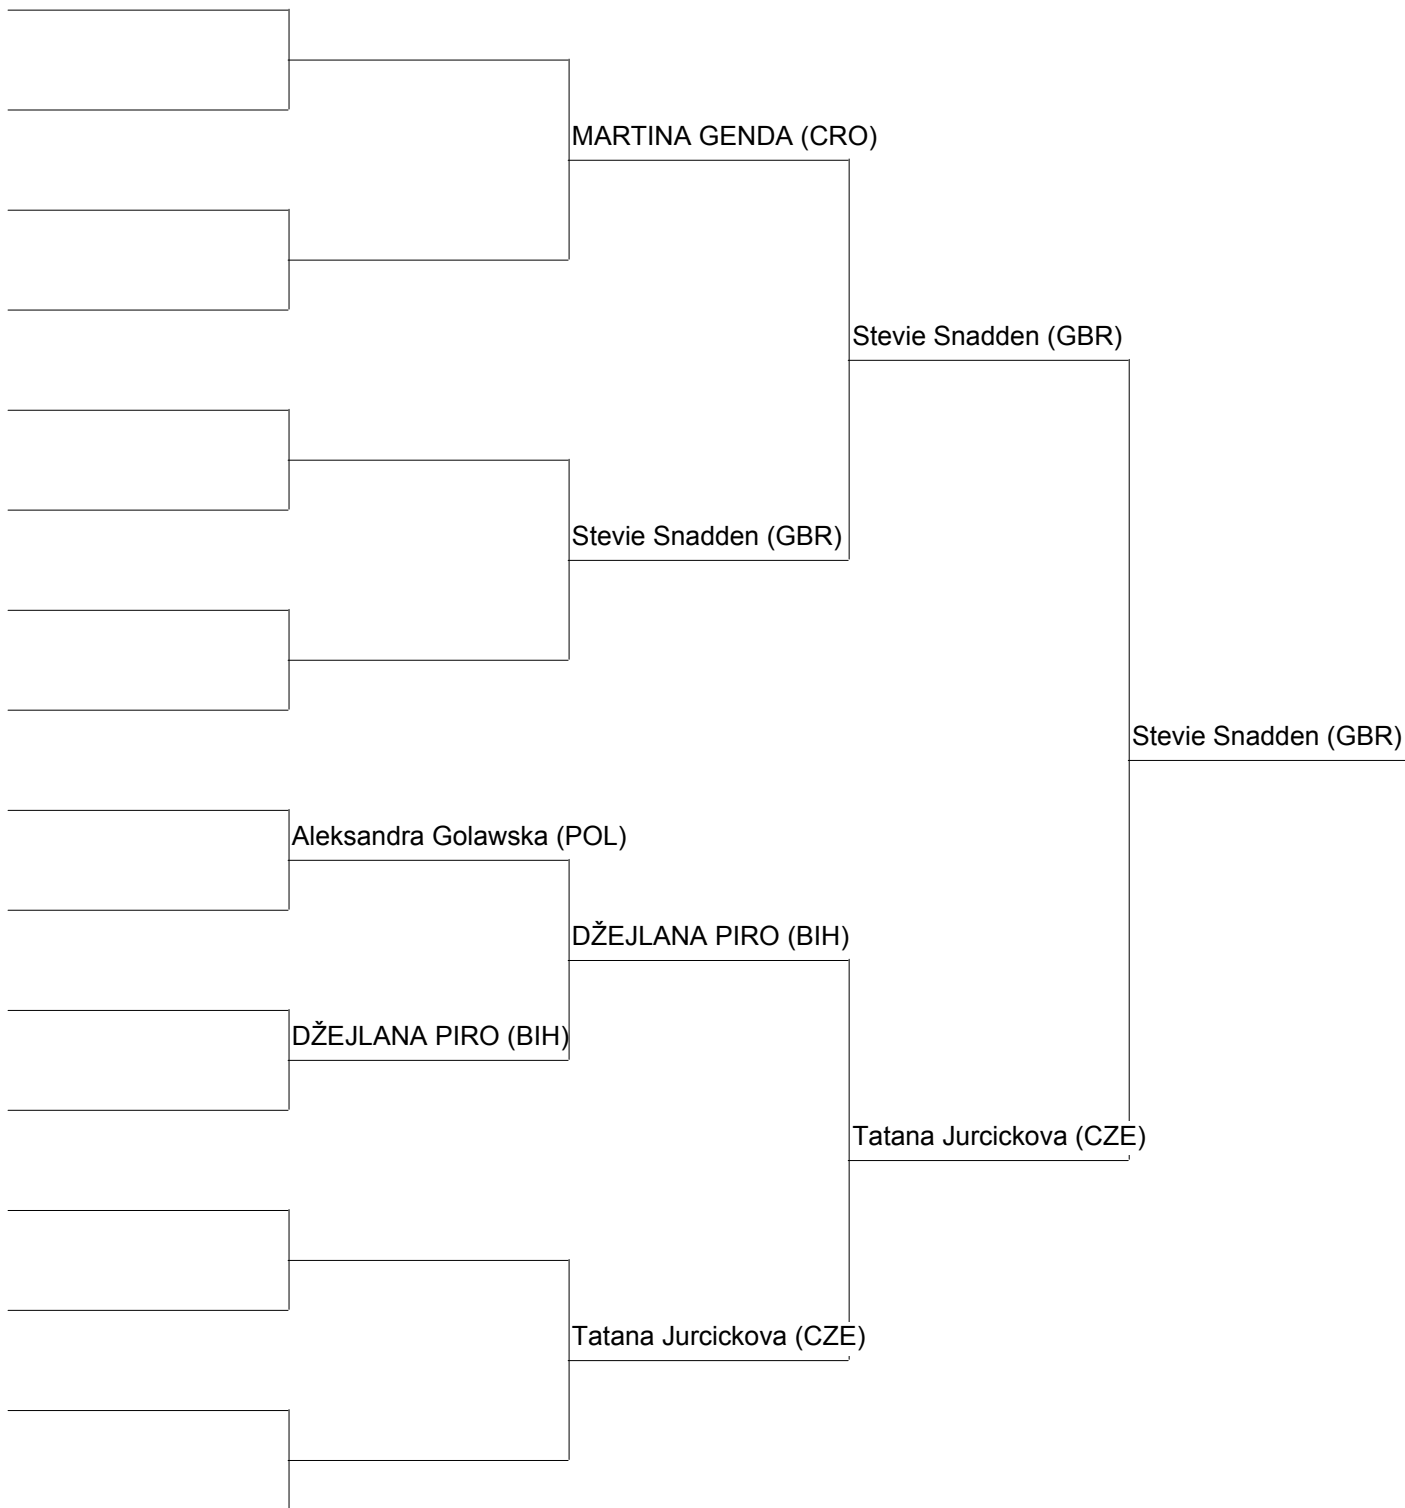 MARTINA GENDA (CRO)
Stevie Snadden (GBR)
Stevie Snadden (GBR)
Stevie Snadden (GBR)
Aleksandra Golawska (POL)
DŽEJLANA PIRO (BIH)
DŽEJLANA PIRO (BIH)
Tatana Jurcickova (CZE)
Tatana Jurcickova (CZE)